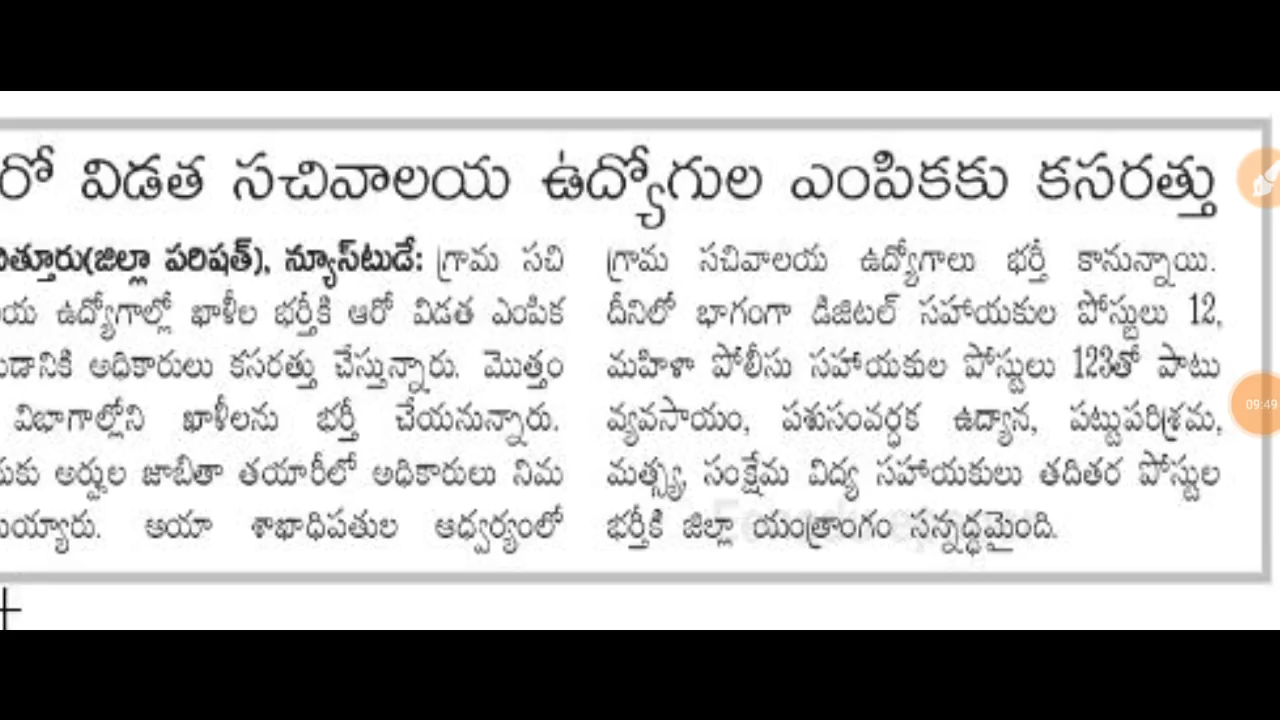 రో విడత సచివాలయ ఉద్యోగుల ఎంపికకు కసరత్తు
త్తూరు(జిల్లా పరిషత్), న్యూస్‌టుడే: గ్రామ సచి
య ఉద్యోగాల్లో ఖాళీల భర్తీకి ఆరో విడత ఎంపిక
డానికి అధికారులు కసరత్తు చేస్తున్నారు. మొత్తం
విభాగాల్లోని ఖాళీలను భర్తీ చేయనున్నారు.
కు అర్హుల జాబితా తయారీలో అధికారులు నిమ
య్యారు. ఆయా శాఖాధిపతుల ఆధ్వర్యంలో
గ్రామ సచివాలయ ఉద్యోగాలు భర్తీ కానున్నాయి.
దీనిలో భాగంగా డిజిటల్ సహాయకుల పోస్టులు 12,
మహిళా పోలీసు సహాయకుల పోస్టులు 123తో పాటు
వ్యవసాయం, పశుసంవర్ధక ఉద్యాన, పట్టుపరిశ్రమ,
మత్స్య, సంక్షేమ విద్య సహాయకులు తదితర పోస్టుల
భర్తీకి జిల్లా యంత్రాంగం సన్నద్ధమైంది.
09:49